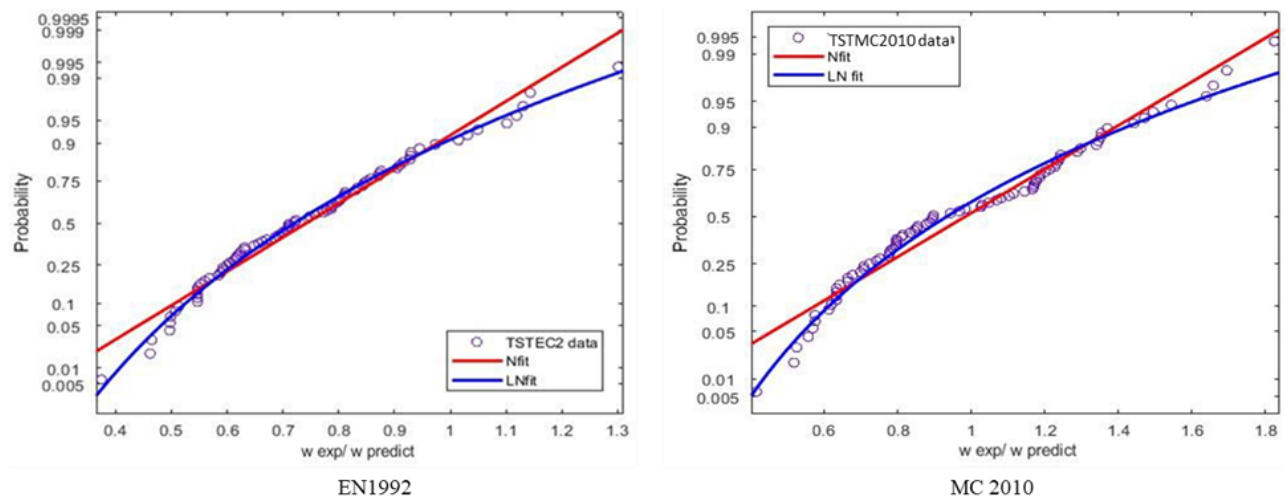 0.9995
0.999
0.995
0.99
0.95
0.9
0.75
0.5
0.25
0.1
0.05
0.01
0.005
Probability
TSTEC2 data
Nfit
LNfit
0.4 0.5 0.6 0.7 0.8 0.9 1 1.1 1.2 1.3
w exp/ w predict
EN1992
0.995
0.99
0.95
0.9
0.75
0.5
0.25
0.1
0.05
0.01
0.005
Probability
TSTMC2010 data
Nfit
LN fit
0.6 0.8 1 1.2 1.4 1.6 1.8
w exp/ w predict
MC 2010